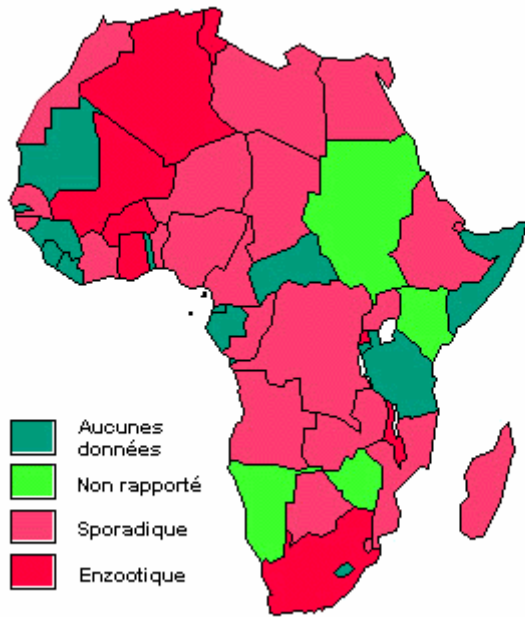 Aucunes
données
Non rapporté
Sporadique
Enzootique